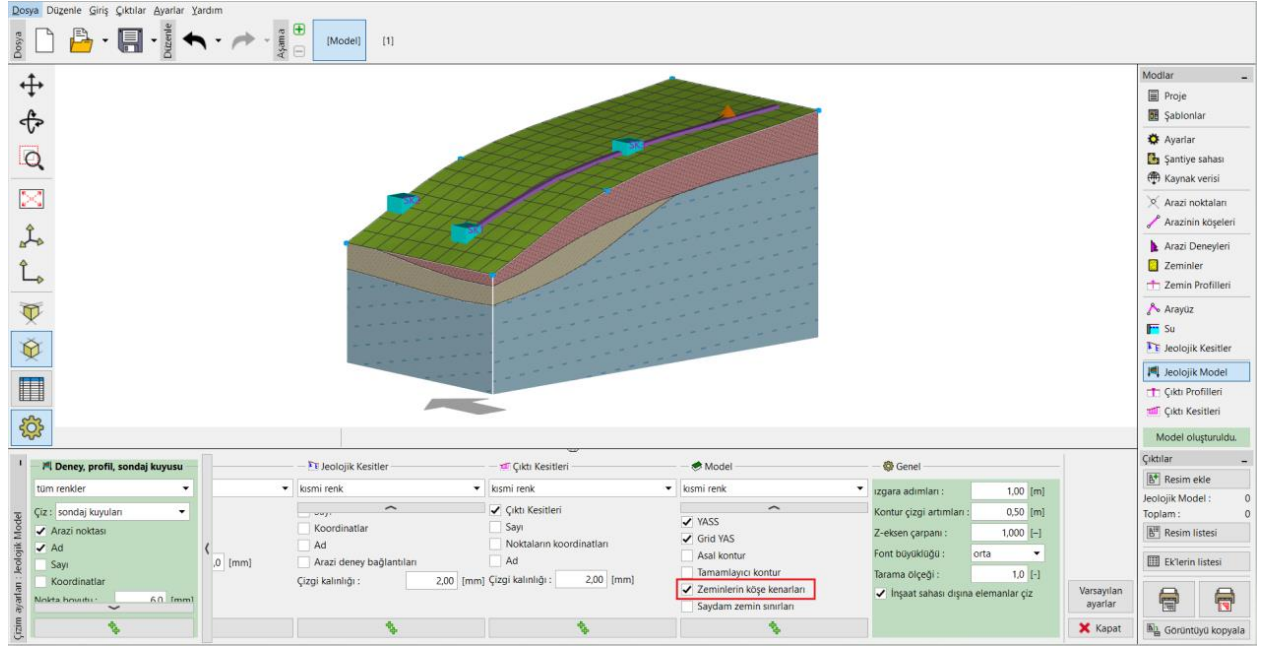 Dosya Düzenle Giriş Çıktılar Ayarlar Yardım
Dosya
Düzenle
Aşama
[Model] [1]
Modlar
Proje
Şablonlar
Ayarlar
Şantiye sahası
Kaynak verisi
Arazi noktaları
Arazinin köşeleri
Arazi Deneyleri
Zeminler
Zemin Profilleri
Arayüz
Su
Jeolojik Kesitler
Jeolojik Model
Çıktı Profilleri
Çıktı Kesitleri
Model oluşturuldu.
Çıktılar
Resim ekle
Jeolojik Model : 0
Toplam : 0
Resim listesi
Ek'lerin listesi
Görüntüyü kopyala
Çizim ayarları : Jeolojik Model
Deney, profil, sondaj kuyusu
tüm renkler
Çiz : sondaj kuyuları
Arazi noktası
Ad
Sayı
Koordinatlar
Nokta boyutu : 6,0 [mm]
,0 [mm]
Jeolojik Kesitler
kısmi renk
Sayı
Koordinatlar
Ad
Arazi deney bağlantıları
Çizgi kalınlığı : 2,00 [mm]
Çıktı Kesitleri
kısmi renk
Çıktı Kesitleri
Sayı
Noktaların koordinatları
Ad
Çizgi kalınlığı : 2,00 [mm]
Model
kısmi renk
YASS
Grid YAS
Asal kontur
Tamamlayıcı kontur
Zeminlerin köşe kenarları
Saydam zemin sınırları
Genel
ızgara adımları : 1,00 [m]
Kontur çizgi artımları : 0,50 [m]
Z-eksen çarpanı : 1,000 [–]
Font büyüklüğü : orta
Tarama ölçeği : 1,0 [-]
İnşaat sahası dışına elemanlar çiz
Varsayılan
ayarlar
Kapat